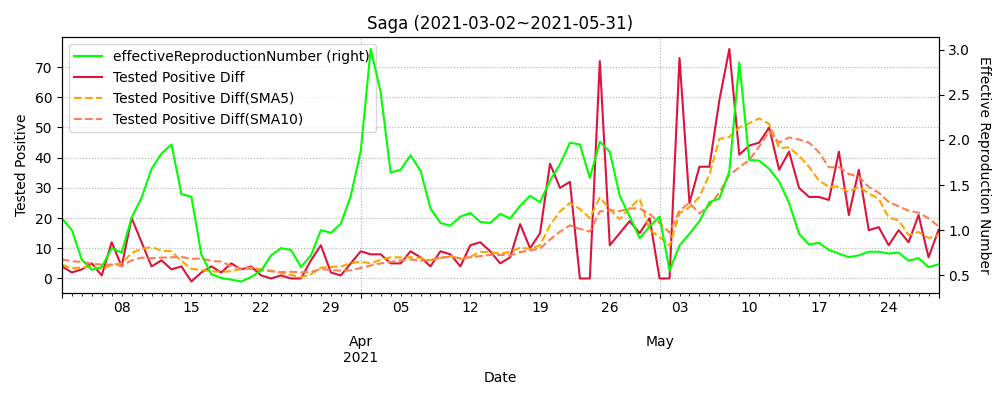 Saga (2021-03-02~2021-05-31)
effectiveReproductionNumber (right)
Tested Positive Diff
Tested Positive Diff(SMA5)
Tested Positive Diff(SMA10)
Tested Positive
70
60
50
40
30
20
10
0
3.0
2.5
2.0
1.5
1.0
0.5
Effective Reproduction Number
08 15 22 29 05 12 19 26 03 10 17 24
Apr May
2021
Date